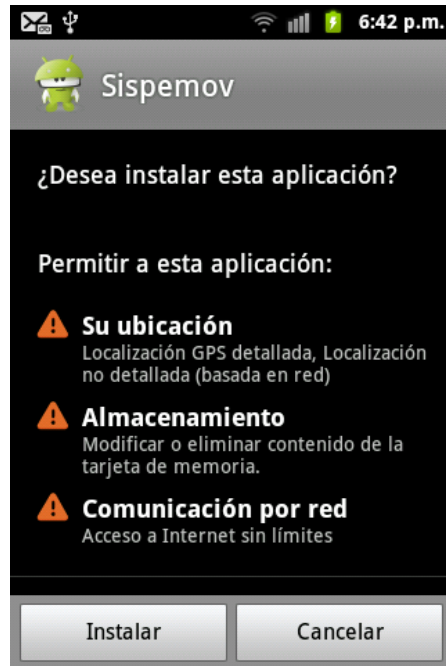 6:42 p.m.
Sispemov
¿Desea instalar esta aplicación?
Permitir a esta aplicación:
Su ubicación
Localización GPS detallada, Localización
no detallada (basada en red)
Almacenamiento
Modificar o eliminar contenido de la
tarjeta de memoria.
Comunicación por red
Acceso a Internet sin límites
Instalar
Cancelar